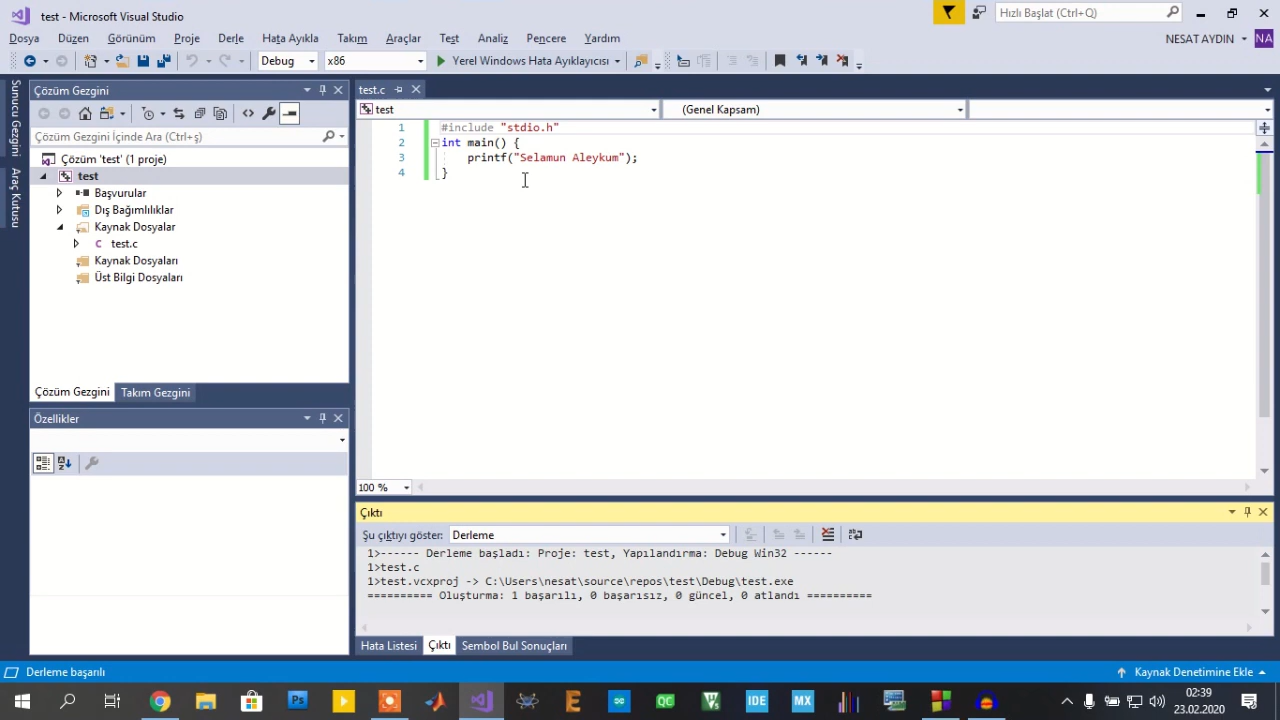 test - Microsoft Visual Studio
Hızlı Başlat (Ctrl+Q)
Dosya Düzen Görünüm Proje Derle Hata Ayıkla Takım Araçlar Test Analiz Pencere Yardım
NESAT AYDIN NA
Debug x86 Yerel Windows Hata Ayıklayıcısı
Sunucu Gezgini
Araç Kutusu
Çözüm Gezgini
Çözüm Gezgini İçinde Ara (Ctrl+ş)
Çözüm 'test' (1 proje)
test
Başvurular
Dış Bağımlılıklar
Kaynak Dosyalar
C test.c
Kaynak Dosyaları
Üst Bilgi Dosyaları
Çözüm Gezgini Takım Gezgini
Özellikler
test.c
test (Genel Kapsam)
1 #include "stdio.h"
2 int main() {
3 printf("Selamun Aleykum");
4 }
100 %
Çıktı
Şu çıktıyı göster: Derleme
1>------ Derleme başladı: Proje: test, Yapılandırma: Debug Win32 ------
1>test.c
1>test.vcxproj -> C:\Users\nesat\source\repos\test\Debug\test.exe
========== Oluşturma: 1 başarılı, 0 başarısız, 0 güncel, 0 atlandı ==========
Hata Listesi Çıktı Sembol Bul Sonuçları
Derleme başarılı
Kaynak Denetimine Ekle
Ps E QC IDE MX
02:39
23.02.2020